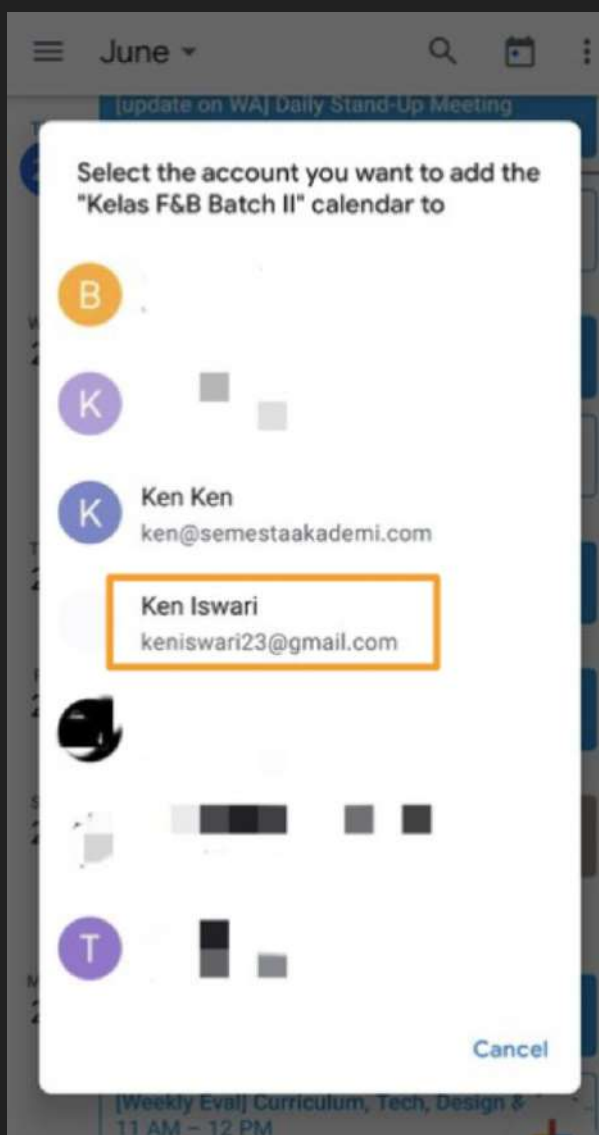 June
[update on WA] Daily Stand-Up Meeting
Select the account you want to add the
"Kelas F&B Batch II" calendar to
B
K
K
Ken Ken
ken@semestaakademi.com
Ken Iswari
keniswari23@gmail.com
T
Cancel
[Weekly Eval] Curriculum, Tech, Design &
11 AM – 12 PM